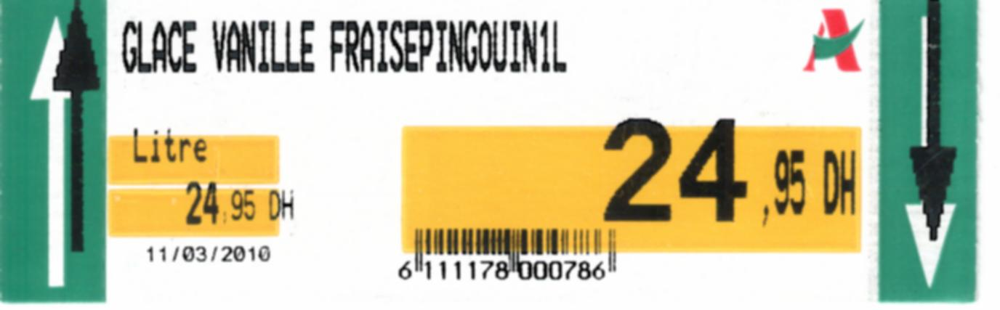 GLACE VANILLE FRAISEPINGOUIN1L
Litre
24,95 DH
24,95 DH
11/03/2010
6 111178 000786